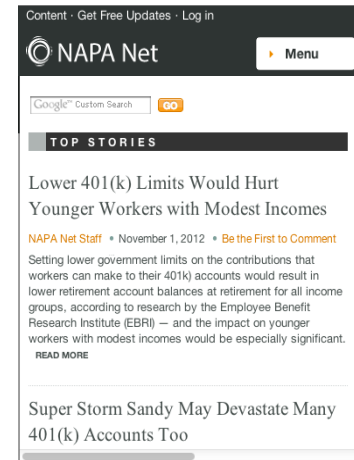 Content · Get Free Updates · Log in
NAPA Net
Menu
Google™ Custom Search
GO
TOP STORIES
Lower 401(k) Limits Would Hurt
Younger Workers with Modest Incomes
NAPA Net Staff • November 1, 2012 • Be the First to Comment
Setting lower government limits on the contributions that
workers can make to their 401k) accounts would result in
lower retirement account balances at retirement for all income
groups, according to research by the Employee Benefit
Research Institute (EBRI) — and the impact on younger
workers with modest incomes would be especially significant.
READ MORE
Super Storm Sandy May Devastate Many
401(k) Accounts Too